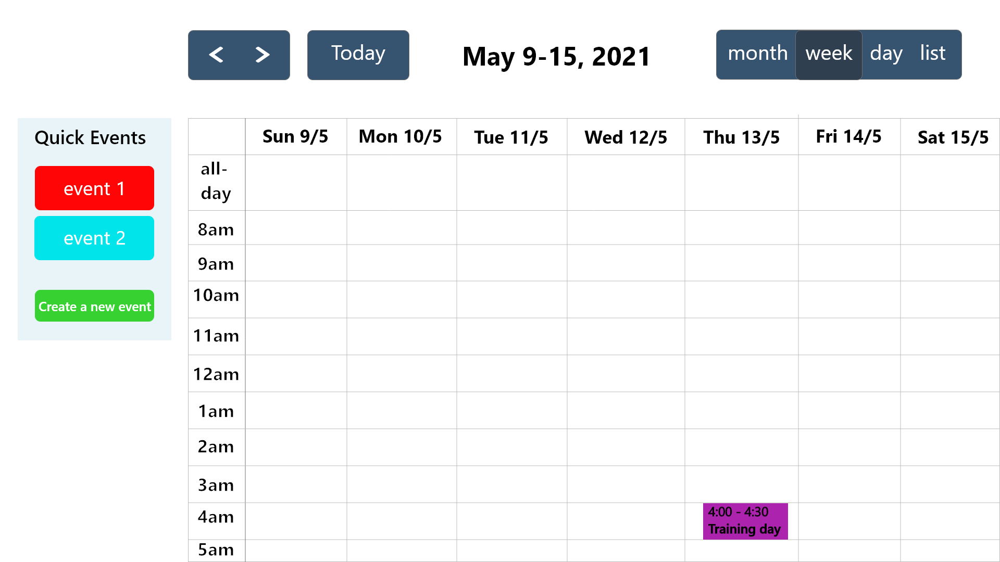 < >
Today
May 9-15, 2021
month week day list
Quick Events
event 1
event 2
Create a new event
Sun 9/5 Mon 10/5 Tue 11/5 Wed 12/5 Thu 13/5 Fri 14/5 Sat 15/5
all-
day
8am
9am
10am
11am
12am
1am
2am
3am
4am
4:00 - 4:30
Training day
5am